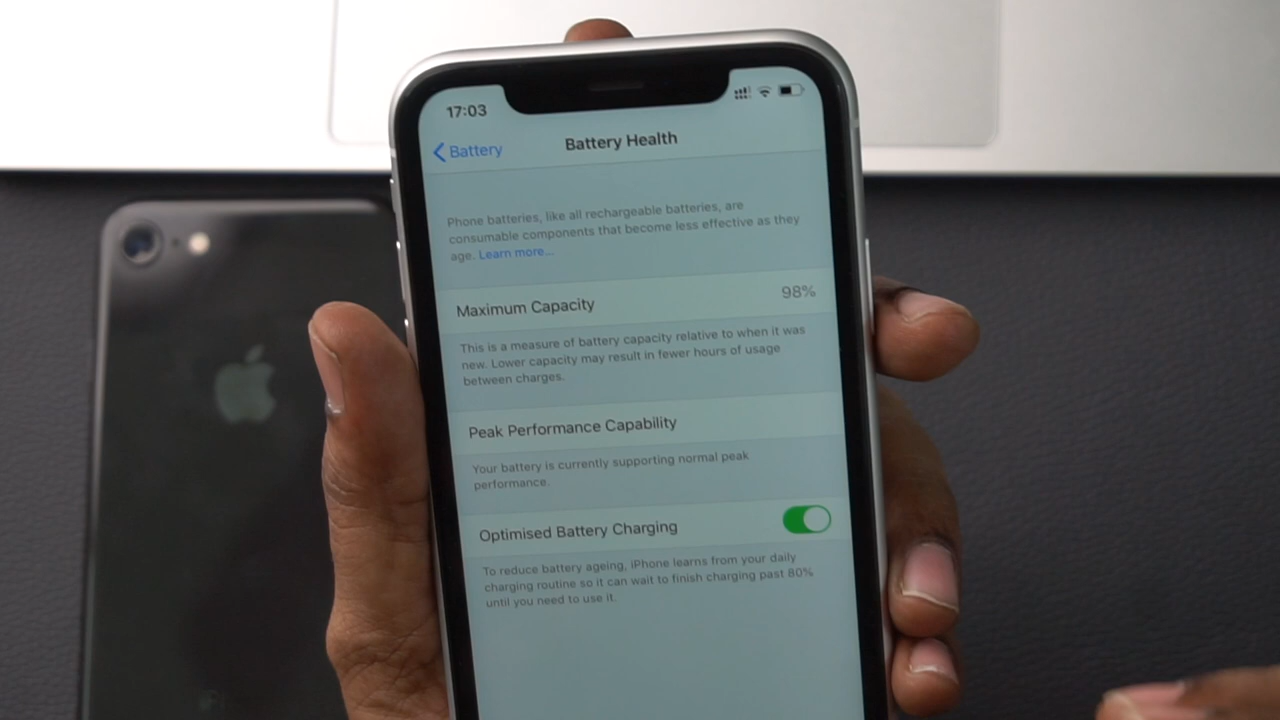 17:03
Battery
Battery Health
Phone batteries, like all rechargeable batteries, are
consumable components that become less effective as they
age. Learn more...
Maximum Capacity 98%
This is a measure of battery capacity relative to when it was
new. Lower capacity may result in fewer hours of usage
between charges.
Peak Performance Capability
Your battery is currently supporting normal peak
performance.
Optimised Battery Charging
To reduce battery ageing, iPhone learns from your daily
charging routine so it can wait to finish charging past 80%
until you need to use it.